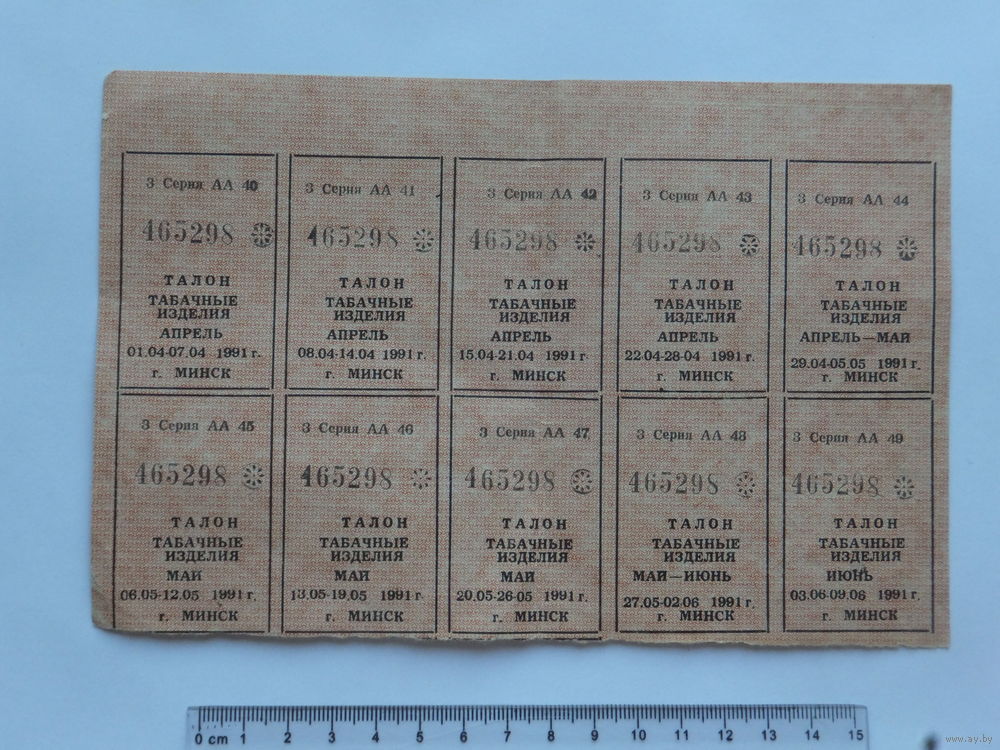 3 Серия АА 40
465298
ТАЛОН
ТАБАЧНЫЕ
ИЗДЕЛИЯ
АПРЕЛЬ
01.04-07.04 1991 г.
г. МИНСК
3 Серия АА 41
465298
ТАЛОН
ТАБАЧНЫЕ
ИЗДЕЛИЯ
АПРЕЛЬ
08.04-14.04 1991 г.
г. МИНСК
3 Серия АА 42
465298
ТАЛОН
ТАБАЧНЫЕ
ИЗДЕЛИЯ
АПРЕЛЬ
15.04-21.04 1991 г.
г. МИНСК
3 Серия АА 43
465298
ТАЛОН
ТАБАЧНЫЕ
ИЗДЕЛИЯ
АПРЕЛЬ
22.04-28-04 1991 г.
г. МИНСК
3 Серия АА 44
465298
ТАЛОН
ТАБАЧНЫЕ
ИЗДЕЛИЯ
АПРЕЛЬ—МАЙ
29.04-05.05 1991 г.
г. МИНСК
3 Серия АА 45
465298
ТАЛОН
ТАБАЧНЫЕ
ИЗДЕЛИЯ
МАЙ
06.05-12.05 1991 г.
г. МИНСК
3 Серия АА 46
465298
ТАЛОН
ТАБАЧНЫЕ
ИЗДЕЛИЯ
МАЙ
13.05-19.05 1991 г.
г. МИНСК
3 Серия АА 47
465298
ТАЛОН
ТАБАЧНЫЕ
ИЗДЕЛИЯ
МАЙ
20.05-26-05 1991 г.
г. МИНСК
3 Серия АА 48
465298
ТАЛОН
ТАБАЧНЫЕ
ИЗДЕЛИЯ
МАЙ—ИЮНЬ
27.05-02.06 1991 г.
г. МИНСК
3 Серия АА 49
465298
ТАЛОН
ТАБАЧНЫЕ
ИЗДЕЛИЯ
ИЮНЬ
03.06-09.06 1991 г.
г. МИНСК
0 cm 1 2 3 4 5 6 7 8 9 10 11 12 13 14 15
www.ay.by